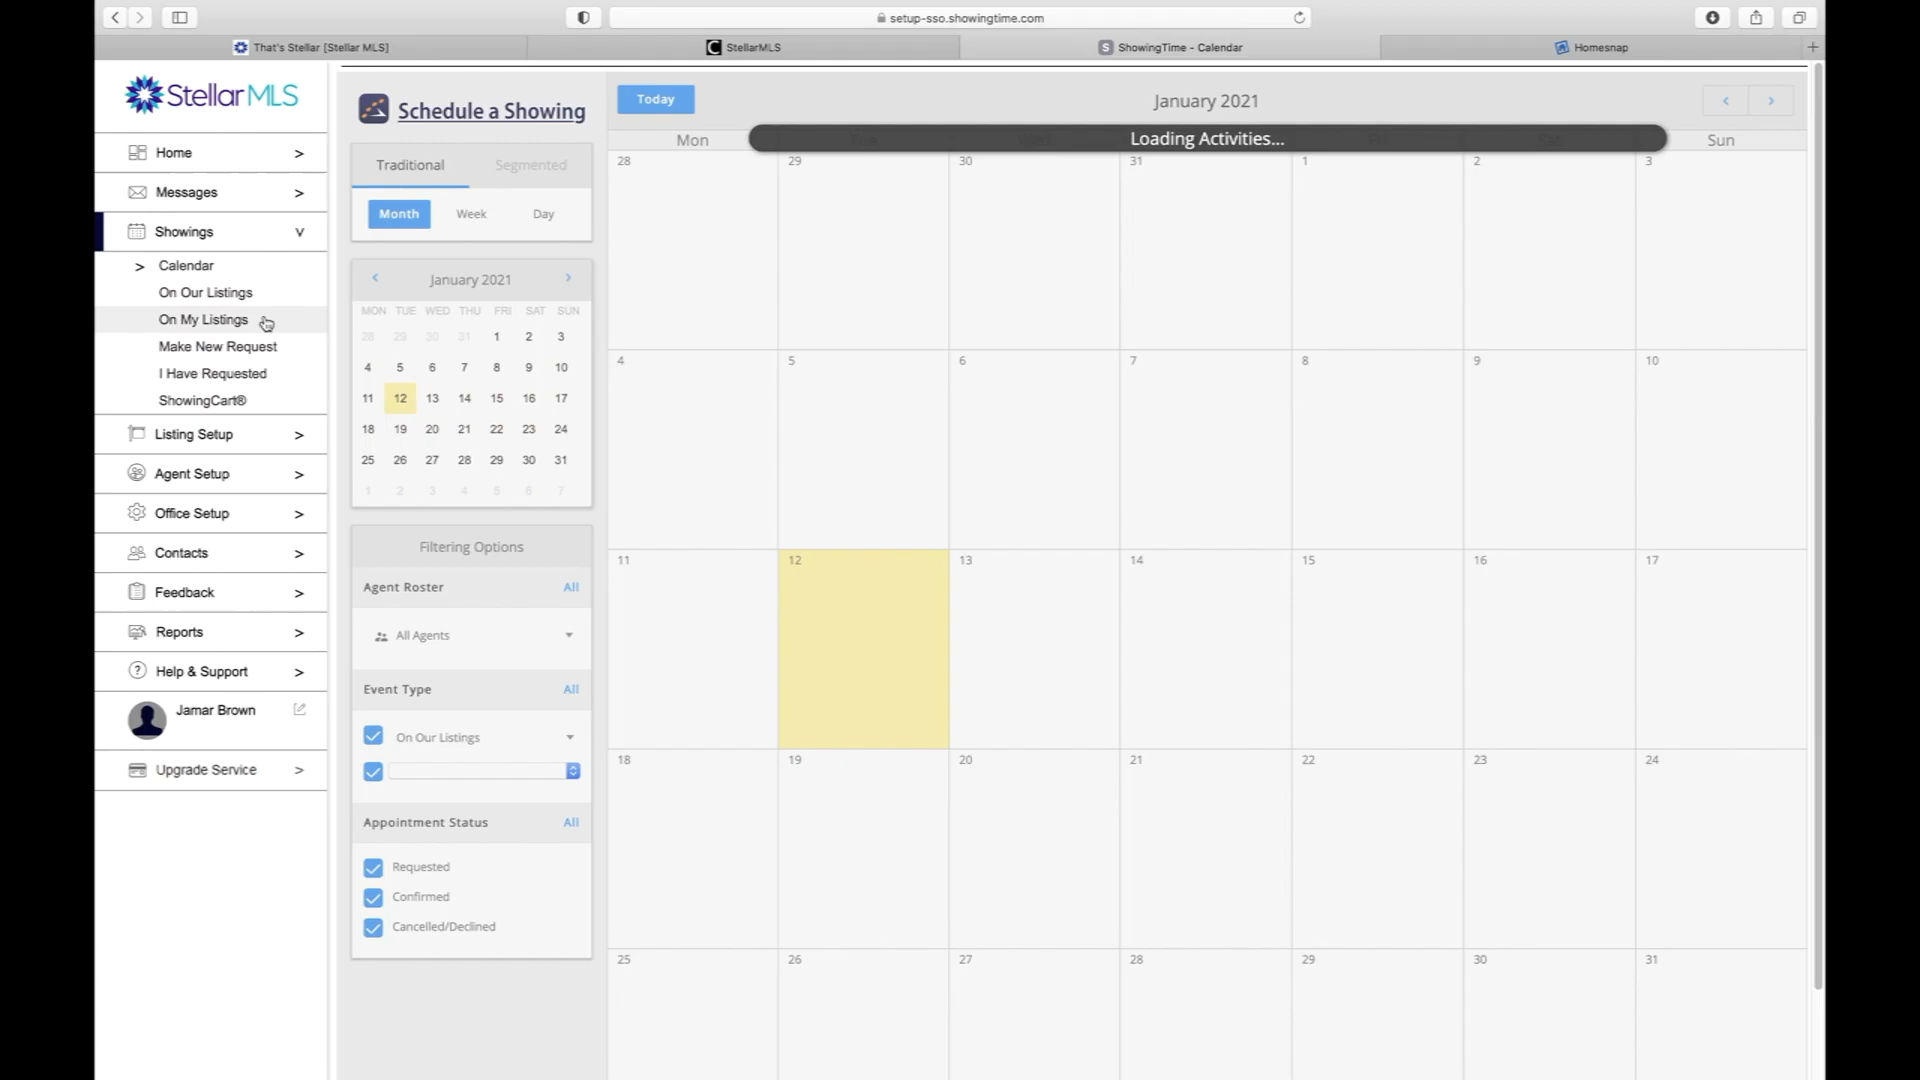 setup-sso.showingtime.com
That's Stellar [Stellar MLS]
StellarMLS
ShowingTime - Calendar
Homesnap
StellarMLS
Home >
Messages >
Showings v
> Calendar
On Our Listings
On My Listings
Make New Request
I Have Requested
ShowingCart®
Listing Setup >
Agent Setup >
Office Setup >
Contacts >
Feedback >
Reports >
Help & Support >
Jamar Brown
Upgrade Service >
Schedule a Showing
Traditional Segmented
Month Week Day
January 2021
MON TUE WED THU FRI SAT SUN
28 29 30 31 1 2 3
4 5 6 7 8 9 10
11 12 13 14 15 16 17
18 19 20 21 22 23 24
25 26 27 28 29 30 31
1 2 3 4 5 6 7
Filtering Options
Agent Roster All
All Agents
Event Type All
On Our Listings
Appointment Status All
Requested
Confirmed
Cancelled/Declined
Today
January 2021
Loading Activities...
Mon Tue Sun
28 29 30 31 1 2 3
4 5 6 7 8 9 10
11 12 13 14 15 16 17
18 19 20 21 22 23 24
25 26 27 28 29 30 31